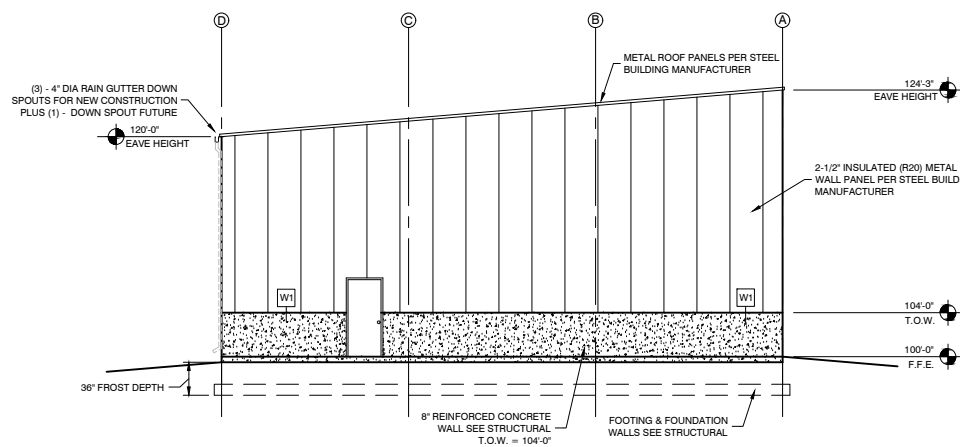 D
C
B
A
METAL ROOF PANELS PER STEEL
BUILDING MANUFACTURER
(3) - 4" DIA RAIN GUTTER DOWN
SPOUTS FOR NEW CONSTRUCTION
PLUS (1) - DOWN SPOUT FUTURE
124'-3"
EAVE HEIGHT
120'-0"
EAVE HEIGHT
2-1/2" INSULATED (R20) METAL
WALL PANEL PER STEEL BUILD
MANUFACTURER
W1
W1
104'-0"
T.O.W.
100'-0"
F.F.E.
36" FROST DEPTH
8" REINFORCED CONCRETE
WALL SEE STRUCTURAL
T.O.W. = 104'-0"
FOOTING & FOUNDATION
WALLS SEE STRUCTURAL